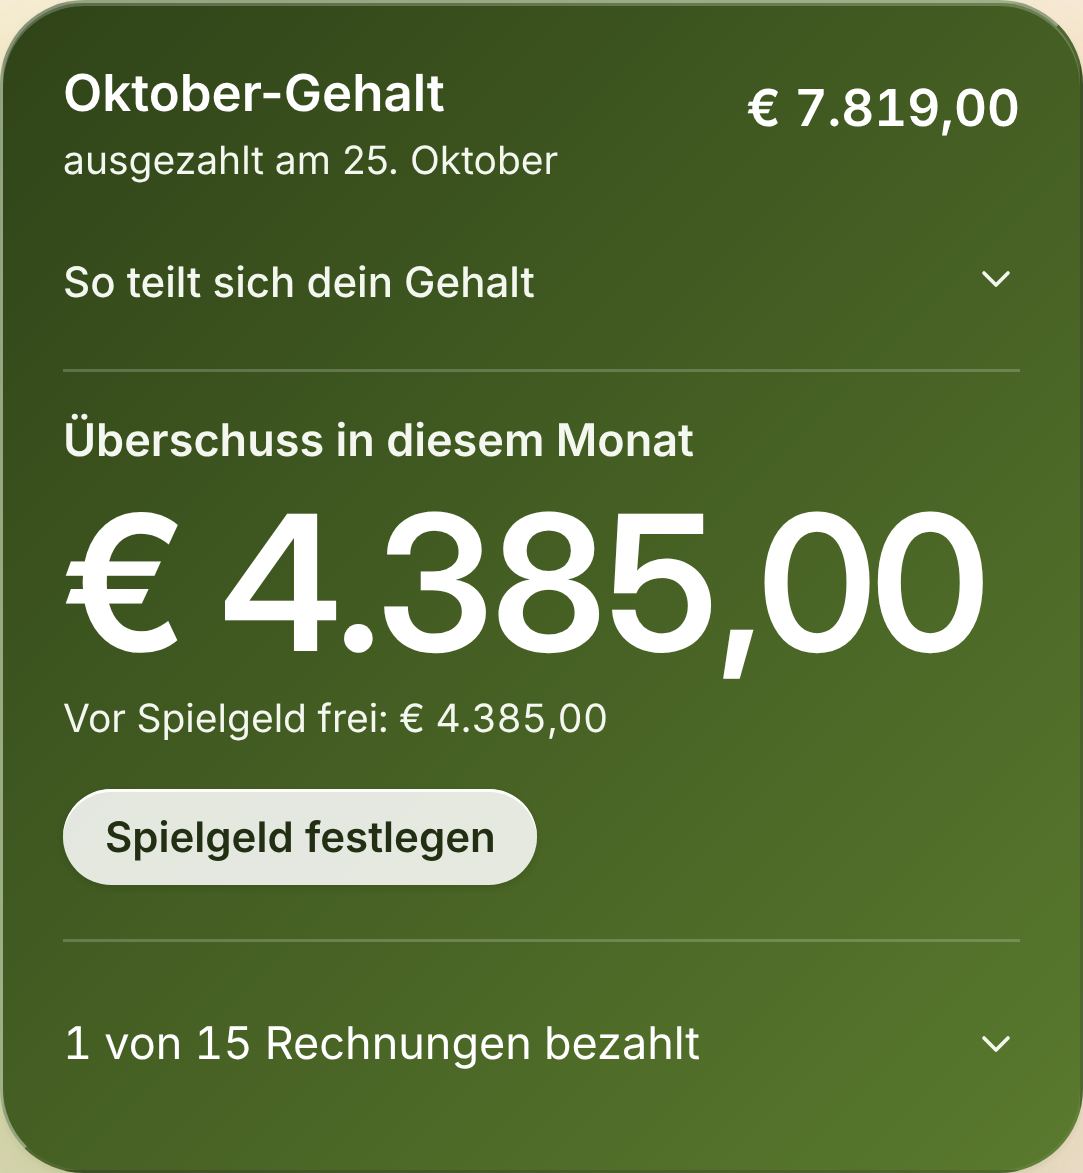 Oktober-Gehalt
€ 7.819,00
ausgezahlt am 25. Oktober
So teilt sich dein Gehalt
Überschuss in diesem Monat
€ 4.385,00
Vor Spielgeld frei: € 4.385,00
Spielgeld festlegen
1 von 15 Rechnungen bezahlt